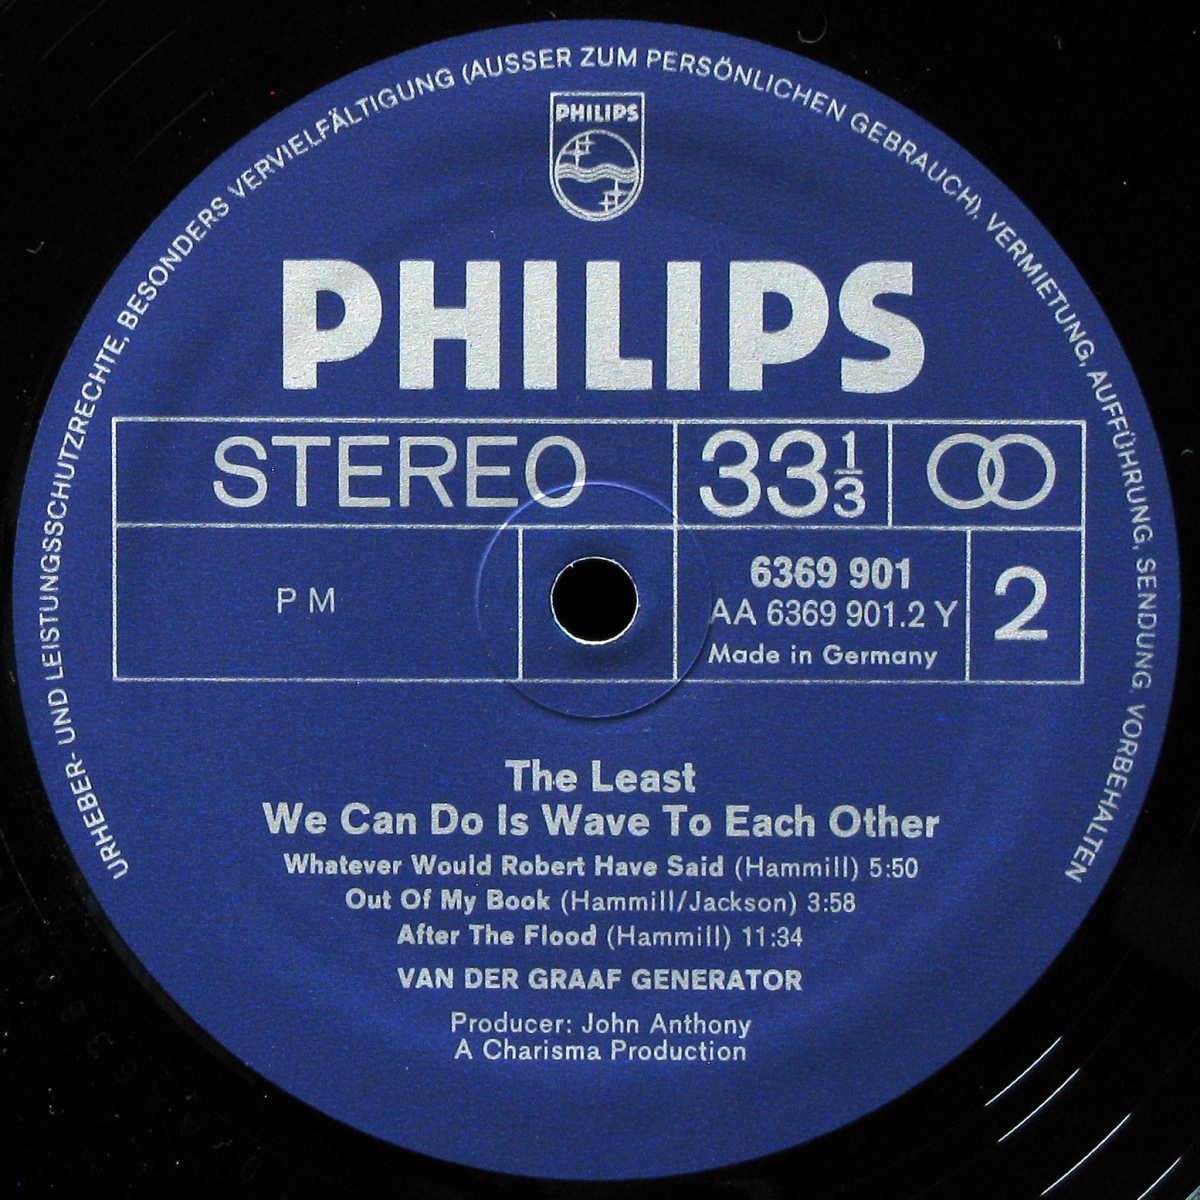 URHEBER- UND LEISTUNGSSCHUTZRECHTE, BESONDERS VERVIELFÄLTIGUNG (AUSSER ZUM PERSÖNLICHEN GEBRAUCH), VERMIETUNG, AUFFÜHRUNG, SENDUNG, VORBEHALTEN
PHILIPS
PHILIPS
STEREO 33 1/3
PM
6369 901
AA 6369 901.2 Y
Made in Germany
2
The Least
We Can Do Is Wave To Each Other
Whatever Would Robert Have Said (Hammill) 5:50
Out Of My Book (Hammill/Jackson) 3:58
After The Flood (Hammill) 11:34
VAN DER GRAAF GENERATOR
Producer: John Anthony
A Charisma Production